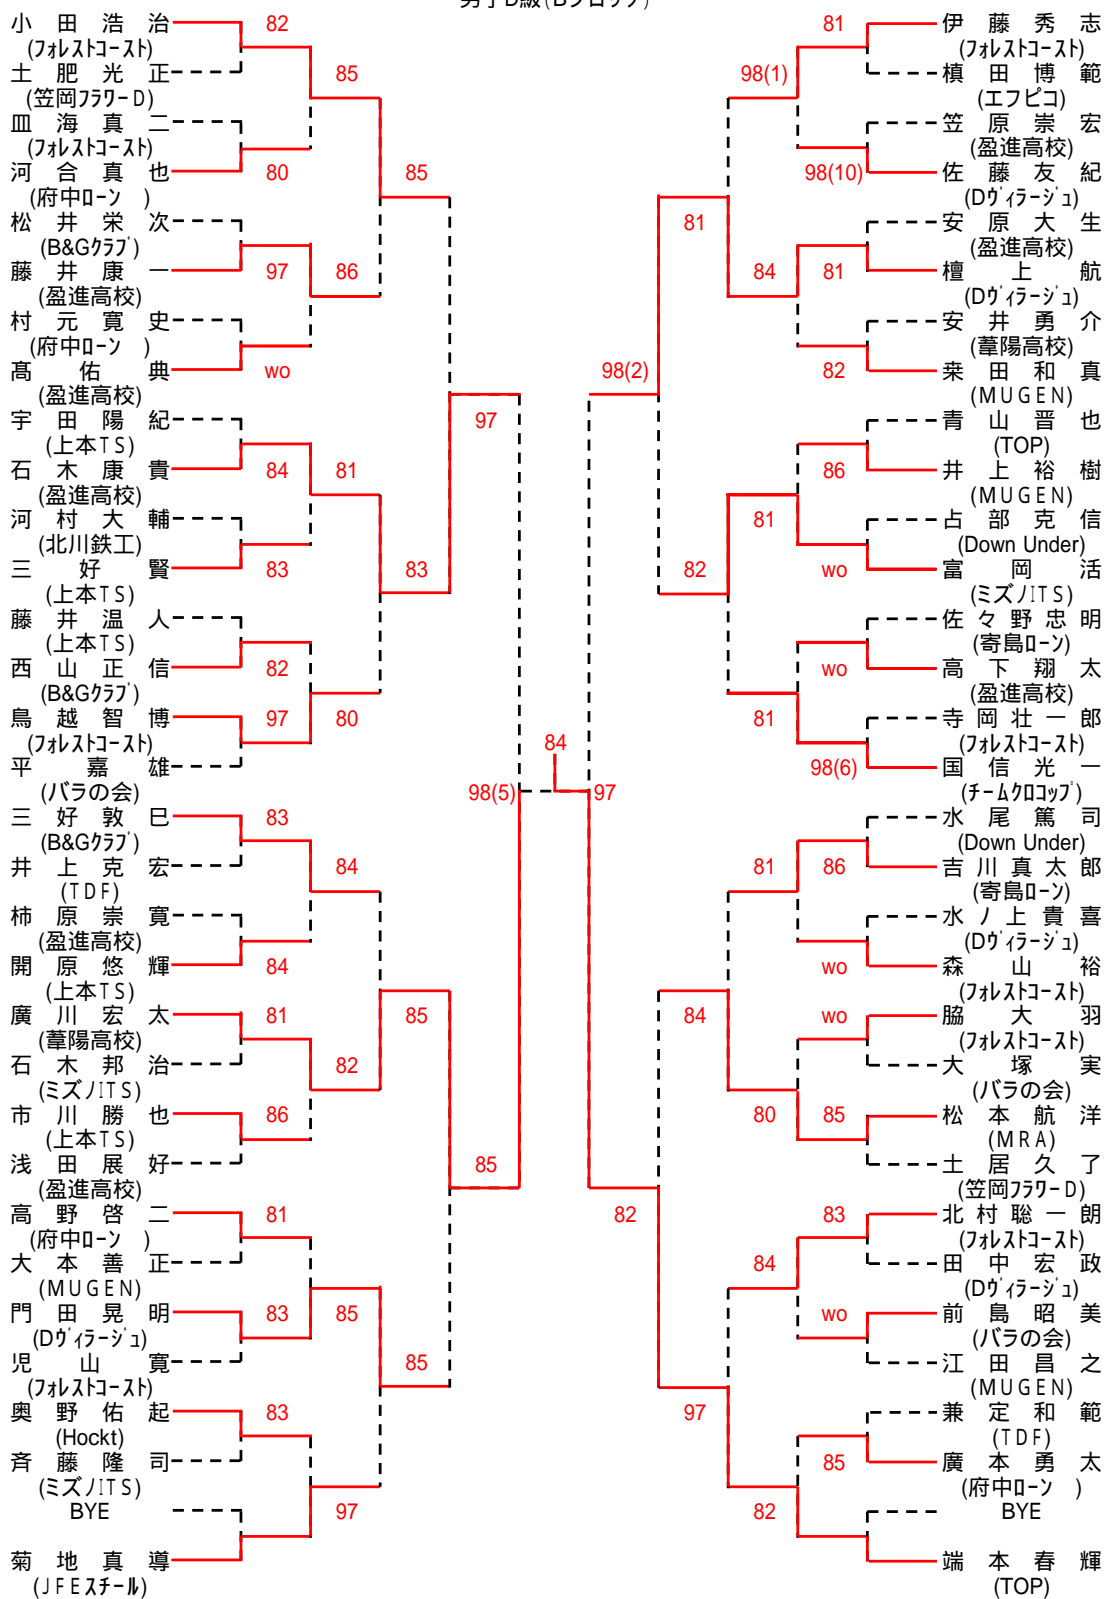 男子D級(Bブロック)
小田浩治
(フォレストコースト)
土肥光正
(笠岡フラワーD)
皿海真二
(フォレストコースト)
河合真也
(府中ローン )
松井栄次
(B&Gクラブ)
藤井康一
(盈進高校)
村元寛史
(府中ローン )
髙佑典
(盈進高校)
宇田陽紀
(上本TS)
石木康貴
(盈進高校)
河村大輔
(北川鉄工)
三好賢
(上本TS)
藤井温人
(上本TS)
西山正信
(B&Gクラブ)
鳥越智博
(フォレストコースト)
平嘉雄
(バラの会)
三好敦巳
(B&Gクラブ)
井上克宏
(TDF)
柿原崇寛
(盈進高校)
開原悠輝
(上本TS)
廣川宏太
(葦陽高校)
石木邦治
(ミズノITS)
市川勝也
(上本TS)
浅田展好
(盈進高校)
高野啓二
(府中ローン )
大本善正
(MUGEN)
門田晃明
(Dヴィラージュ)
児山寛
(フォレストコースト)
奥野佑起
(Hockt)
斉藤隆司
(ミズノITS)
BYE
菊地真導
(JFEスチール)
82
80
97
wo
84
83
82
97
83
84
81
86
81
83
83
85
86
81
80
84
82
85
97
85
83
85
85
97
85
98(5)
84
97
98(2)
82
81
82
84
97
98(1)
84
81
81
81
80
84
82
81
98(10)
81
82
86
wo
wo
98(6)
86
wo
wo
85
83
wo
85
伊藤秀志
(フォレストコースト)
槙田博範
(エフピコ)
笠原崇宏
(盈進高校)
佐藤友紀
(Dヴィラージュ)
安原大生
(盈進高校)
檀上航
(Dヴィラージュ)
安井勇介
(葦陽高校)
来田和真
(MUGEN)
青山晋也
(TOP)
井上裕樹
(MUGEN)
占部克信
(Down Under)
富岡活
(ミズノITS)
佐々野忠明
(寄島ローン)
高下翔太
(盈進高校)
寺岡壮一郎
(フォレストコースト)
国信光一
(チームクロコップ)
水尾篤司
(Down Under)
吉川真太郎
(寄島ローン)
水ノ上貴喜
(Dヴィラージュ)
森山裕
(フォレストコースト)
脇大羽
(フォレストコースト)
大塚実
(バラの会)
松本航洋
(MRA)
土居久了
(笠岡フラワーD)
北村聡一朗
(フォレストコースト)
田中宏政
(Dヴィラージュ)
前島昭美
(バラの会)
江田昌之
(MUGEN)
兼定和範
(TDF)
廣本勇太
(府中ローン )
BYE
端本春輝
(TOP)